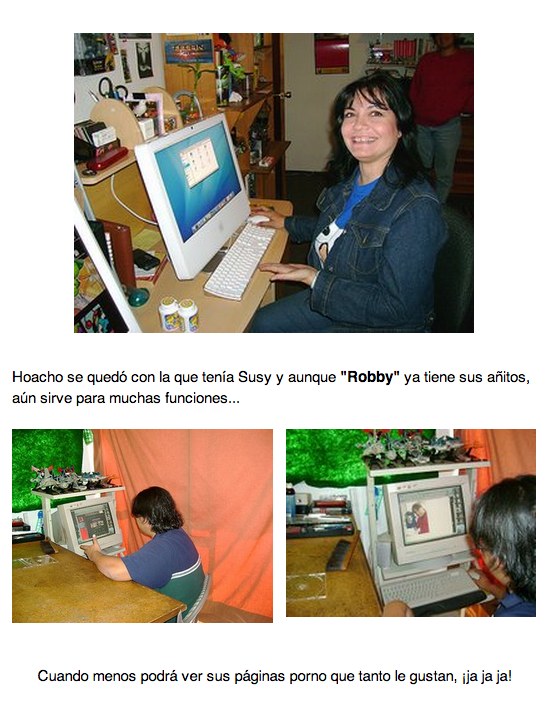 Hoacho se quedó con la que tenía Susy y aunque "Robby" ya tiene sus añitos,
aún sirve para muchas funciones...
Cuando menos podrá ver sus páginas porno que tanto le gustan, ¡ja ja ja!